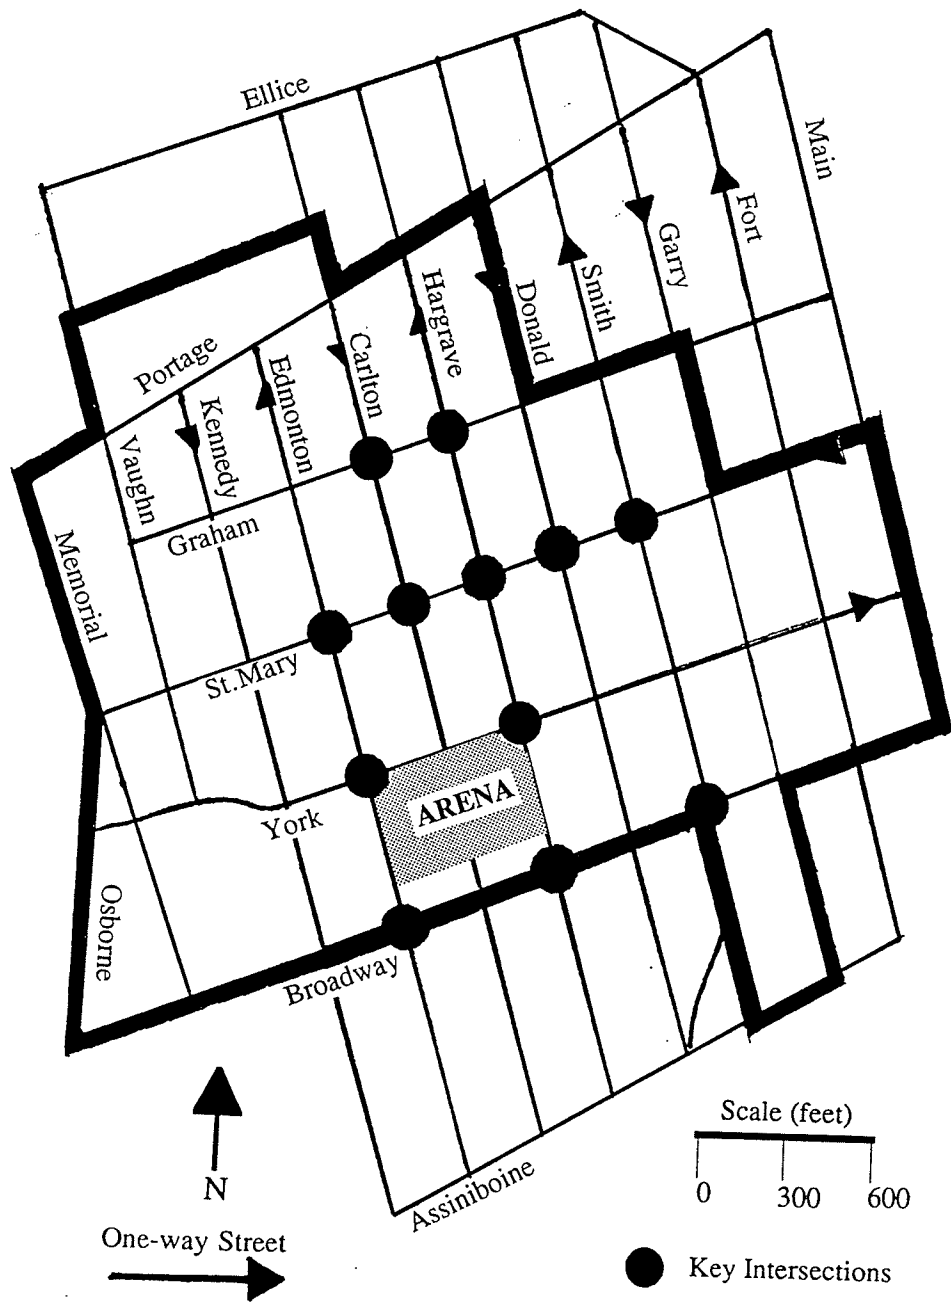 Ellice
Main
Fort
Garry
Smith
Donald
Hargrave
Carlton
Portage
Edmonton
Kennedy
Vaughn
Graham
Memorial
St.Mary
York
ARENA
Osborne
Broadway
Assiniboine
N
One-way Street
Scale (feet)
0 300 600
Key Intersections